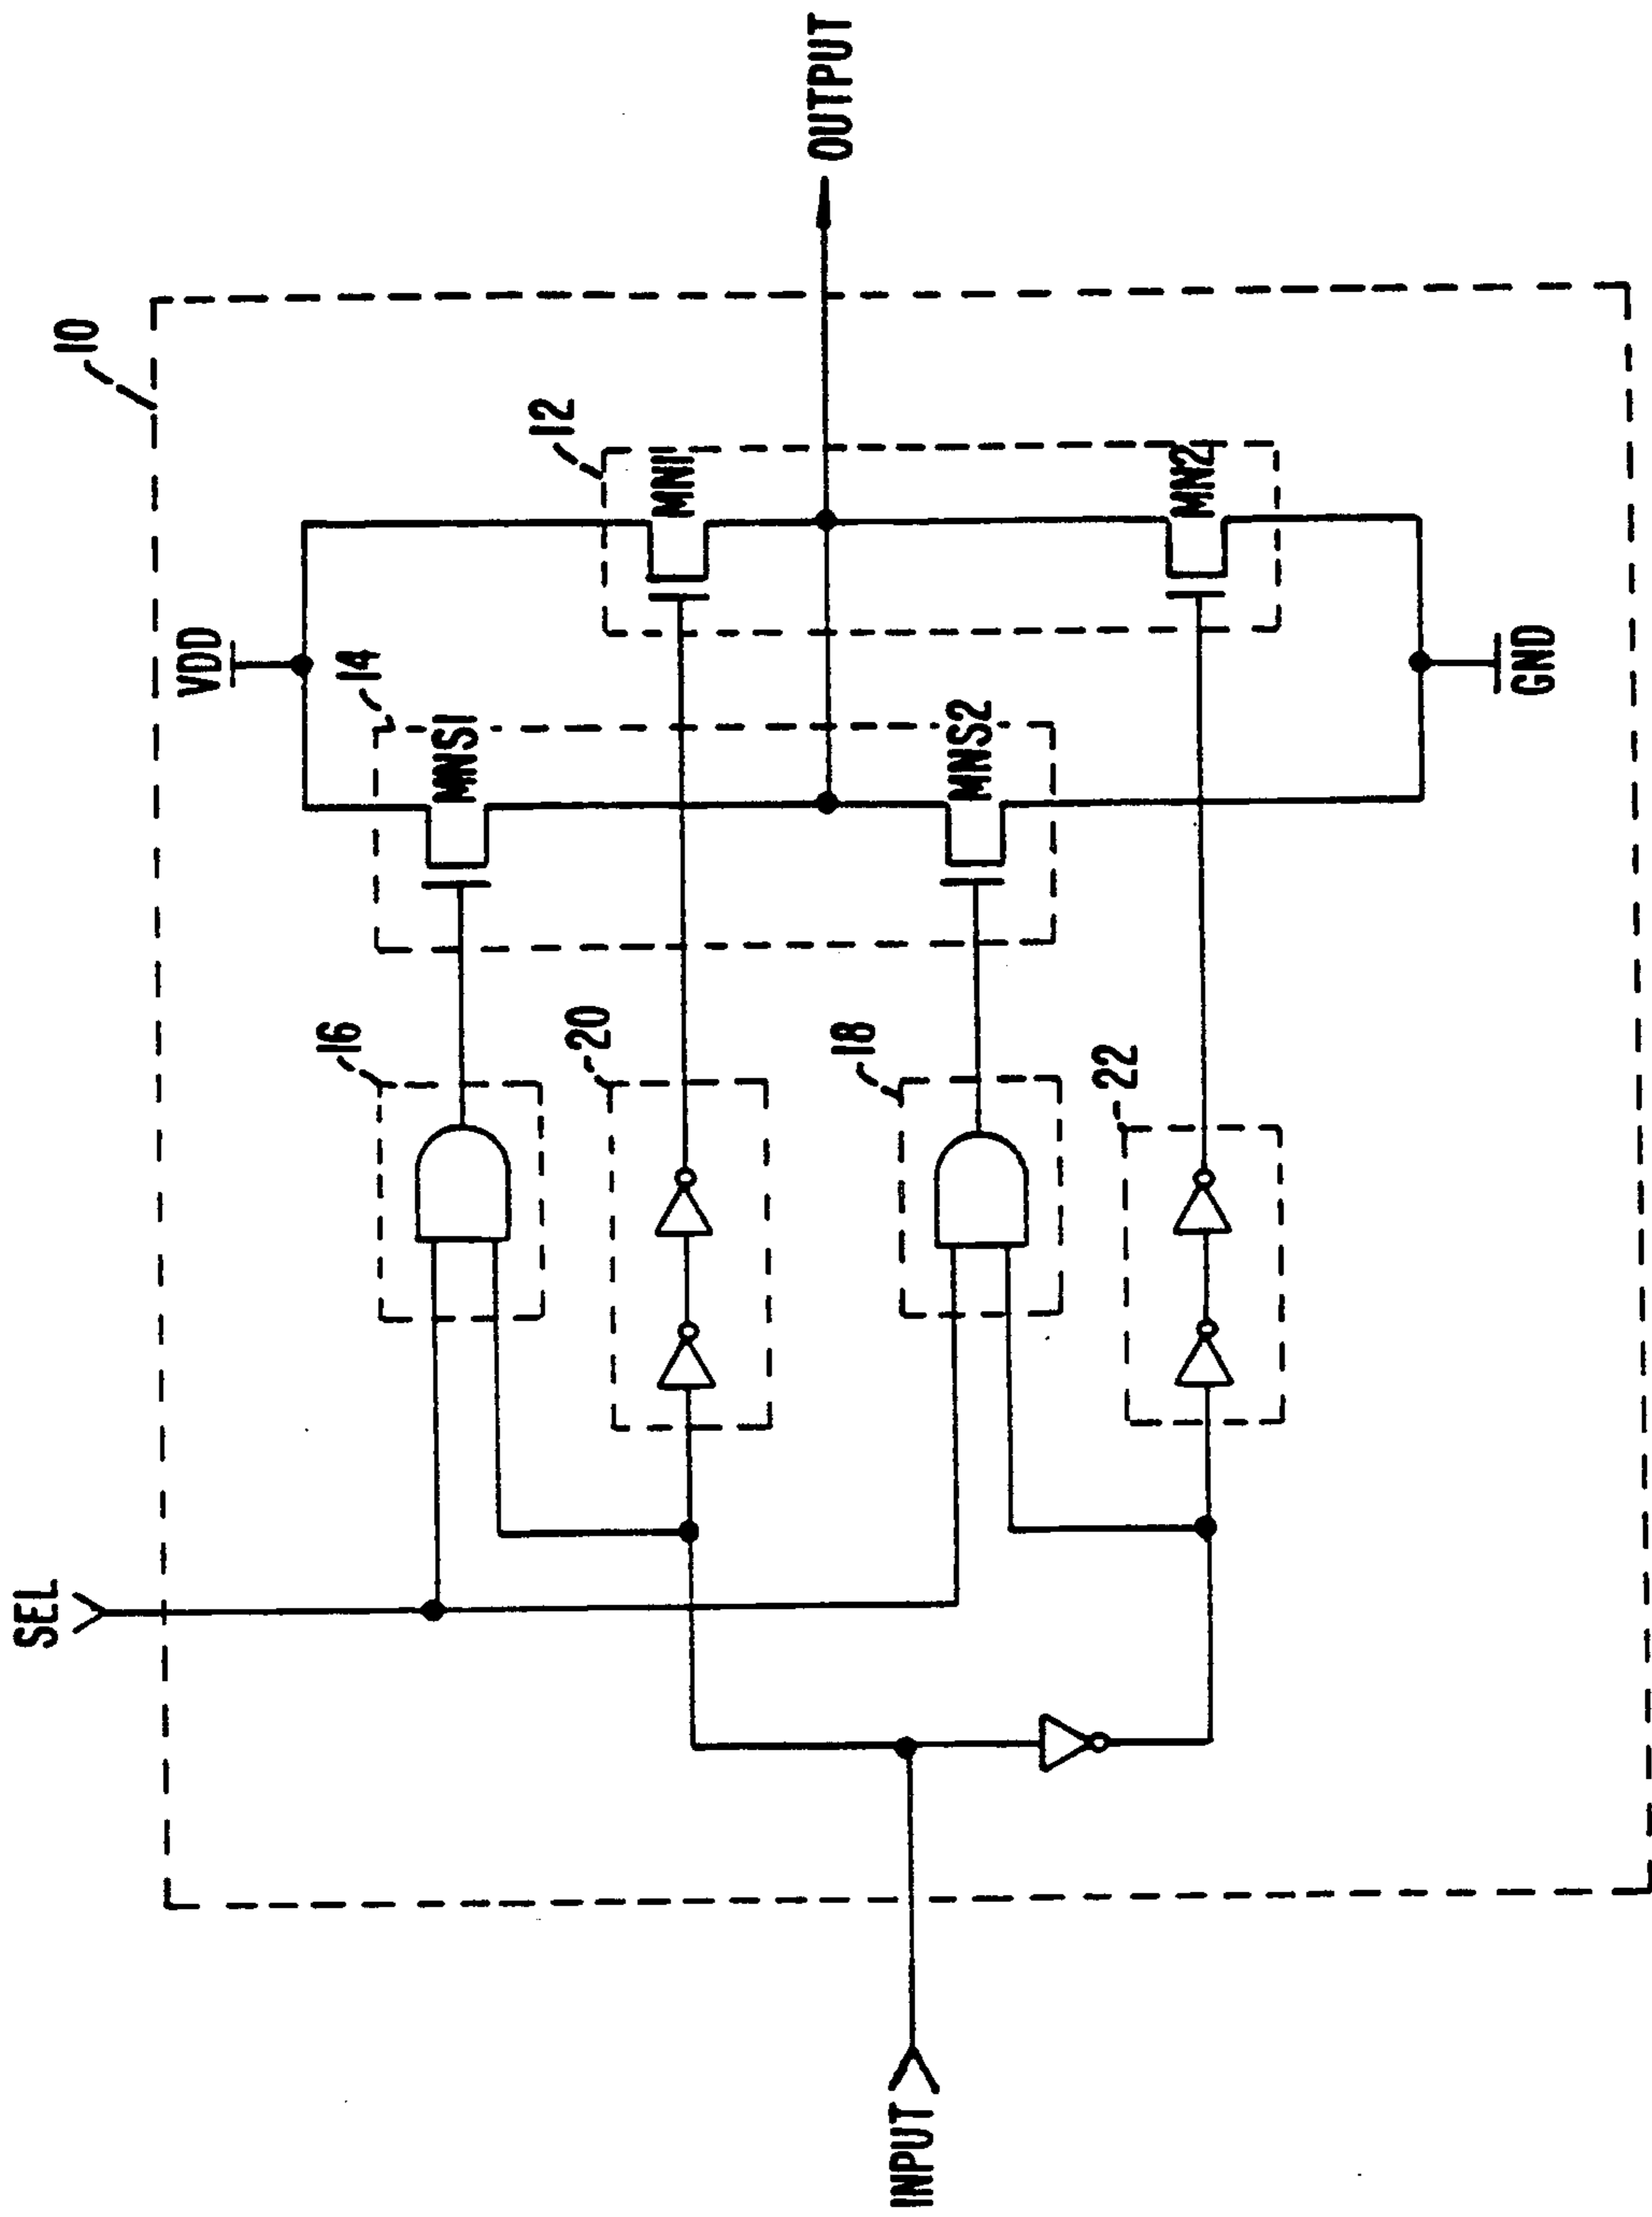 SEL
10
VDD
16
14
MNS1
12
MN1
20
OUTPUT
INPUT
18
MNS2
22
MN2
GND